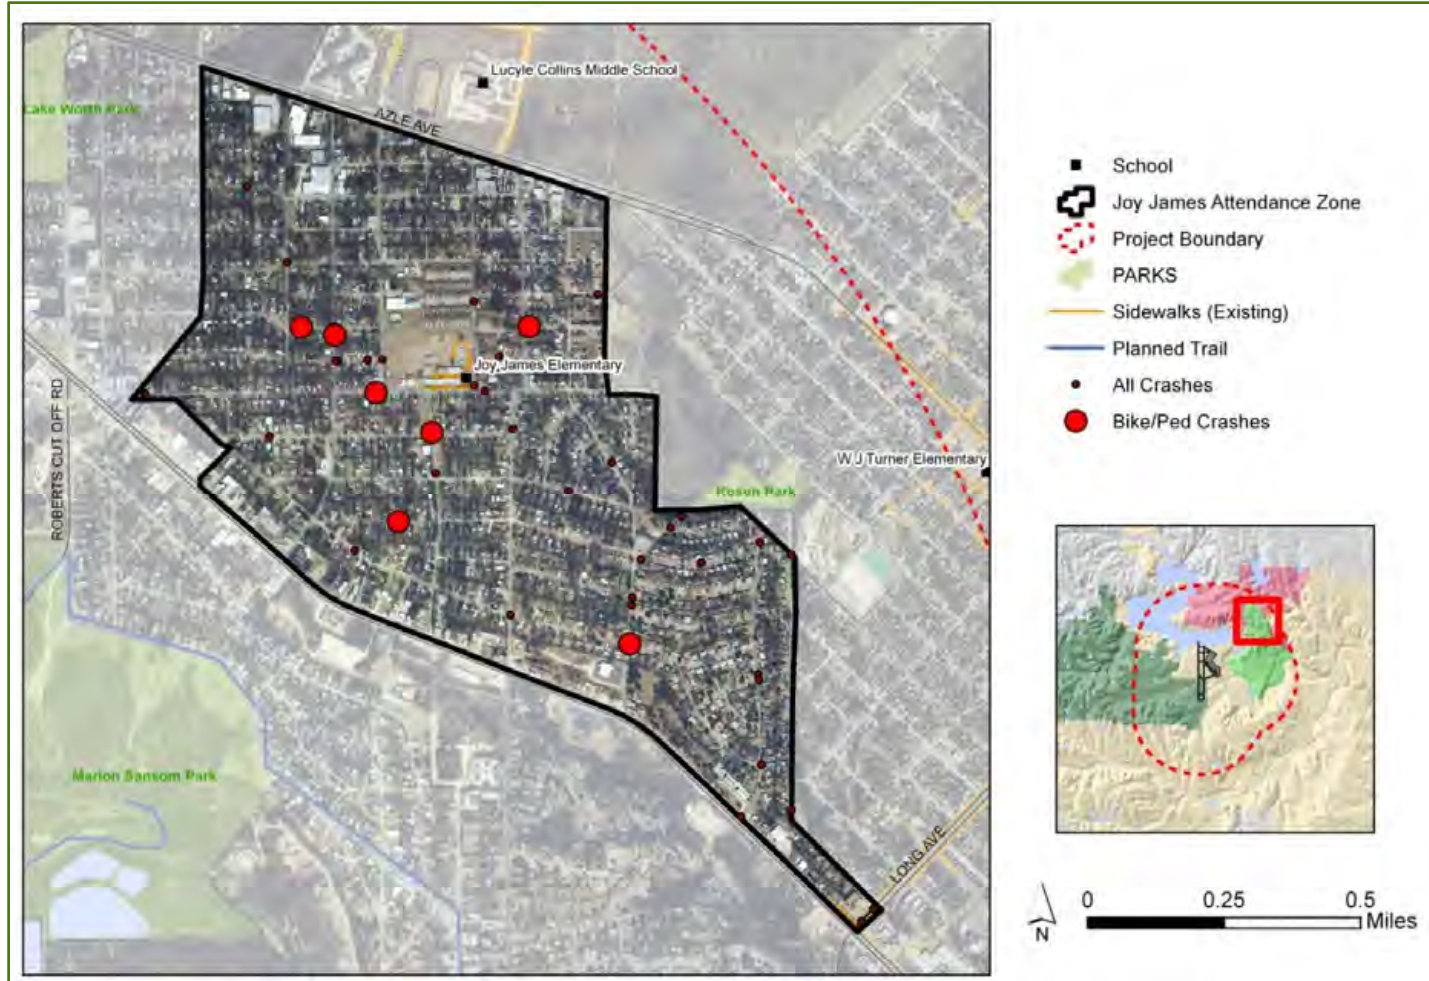 Lucyle Collins Middle School
Lake Worth Park
AZLE AVE
Joy James Elementary
ROBERTS CUT OFF RD
W J Turner Elementary
Rosen Park
Marion Sansom Park
LONG AVE
School
Joy James Attendance Zone
Project Boundary
PARKS
Sidewalks (Existing)
Planned Trail
All Crashes
Bike/Ped Crashes
N
0 0.25 0.5
Miles